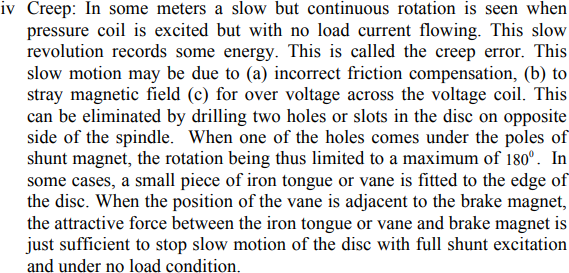 iv Creep: In some meters a slow but continuous rotation is seen when
pressure coil is excited but with no load current flowing. This slow
revolution records some energy. This is called the creep error. This
slow motion may be due to (a) incorrect friction compensation, (b) to
stray magnetic field (c) for over voltage across the voltage coil. This
can be eliminated by drilling two holes or slots in the disc on opposite
side of the spindle. When one of the holes comes under the poles of
shunt magnet, the rotation being thus limited to a maximum of 180⁰. In
some cases, a small piece of iron tongue or vane is fitted to the edge of
the disc. When the position of the vane is adjacent to the brake magnet,
the attractive force between the iron tongue or vane and brake magnet is
just sufficient to stop slow motion of the disc with full shunt excitation
and under no load condition.